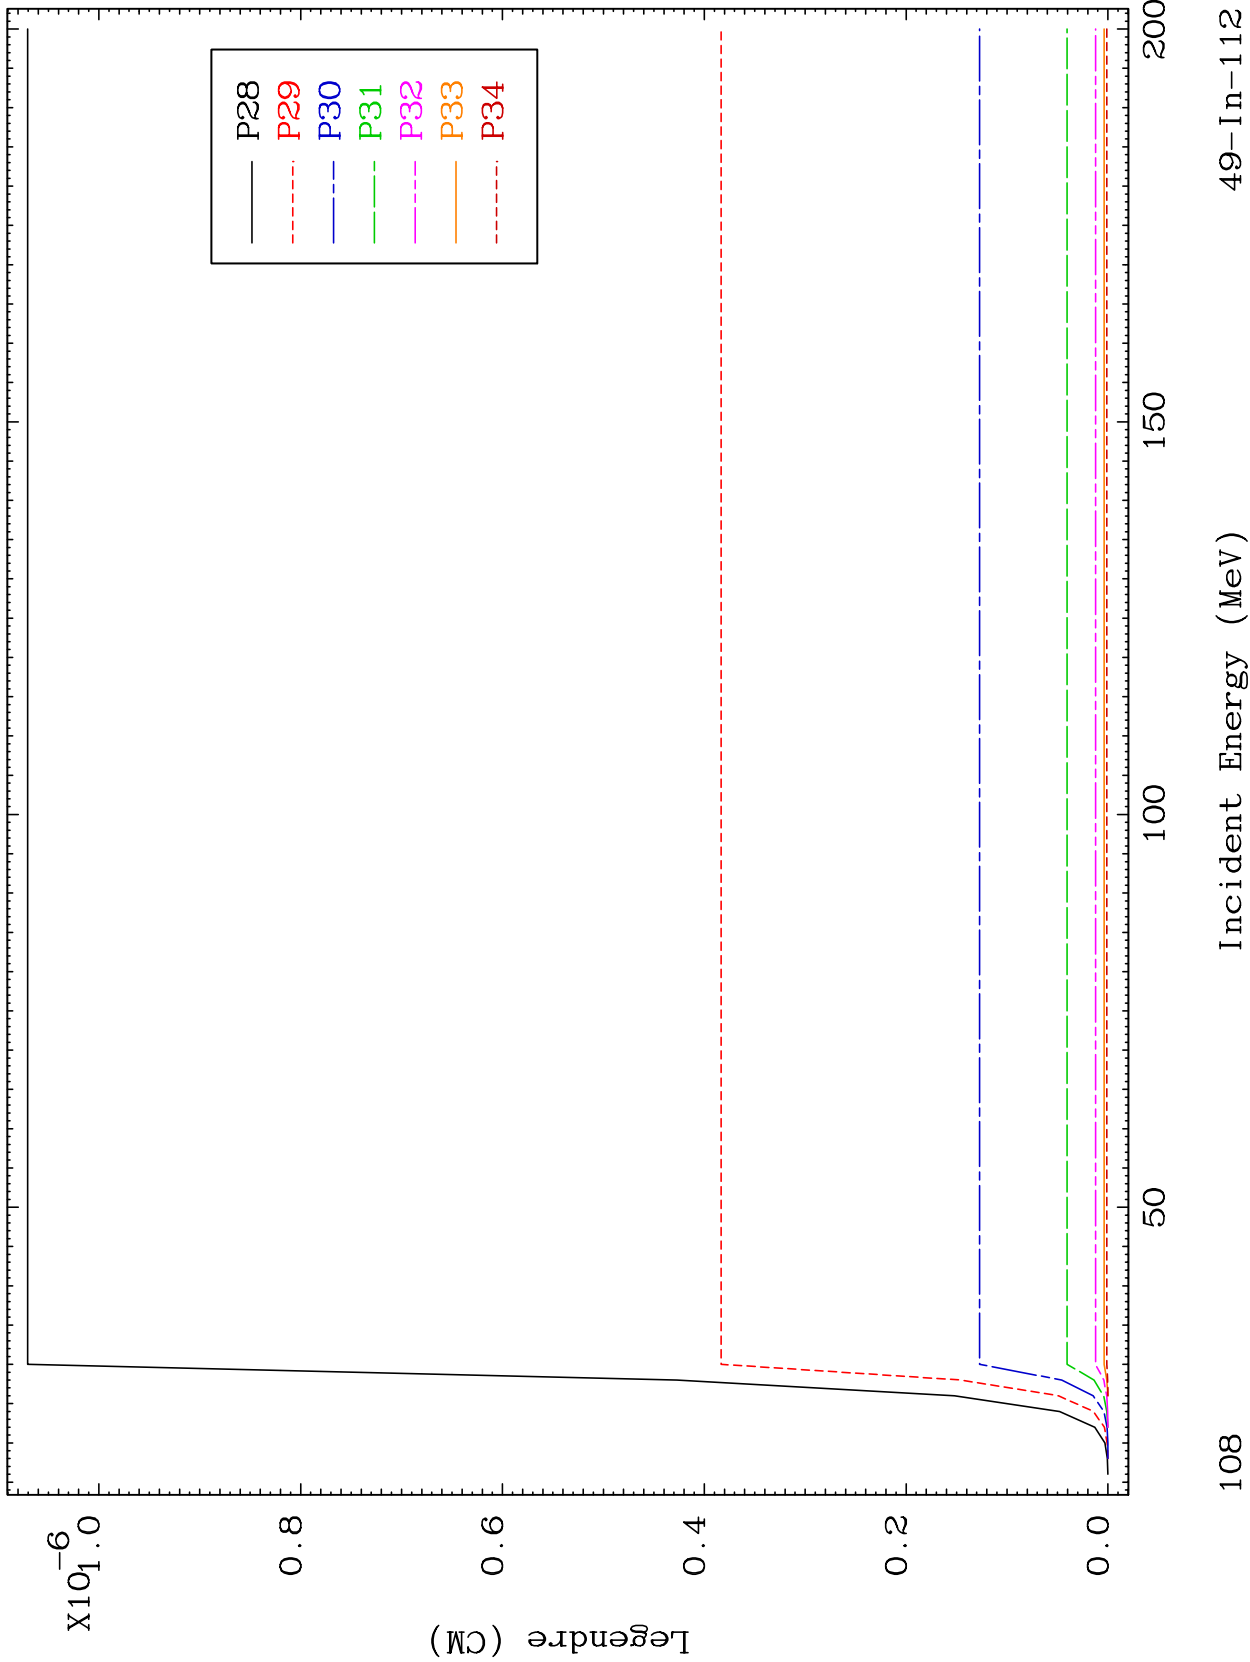 X10-6
1.0
0.8
0.6
0.4
0.2
0.0
Legendre (CM)
P28
P29
P30
P31
P32
P33
P34
50
100
150
200
108
Incident Energy (MeV)
49-In-112